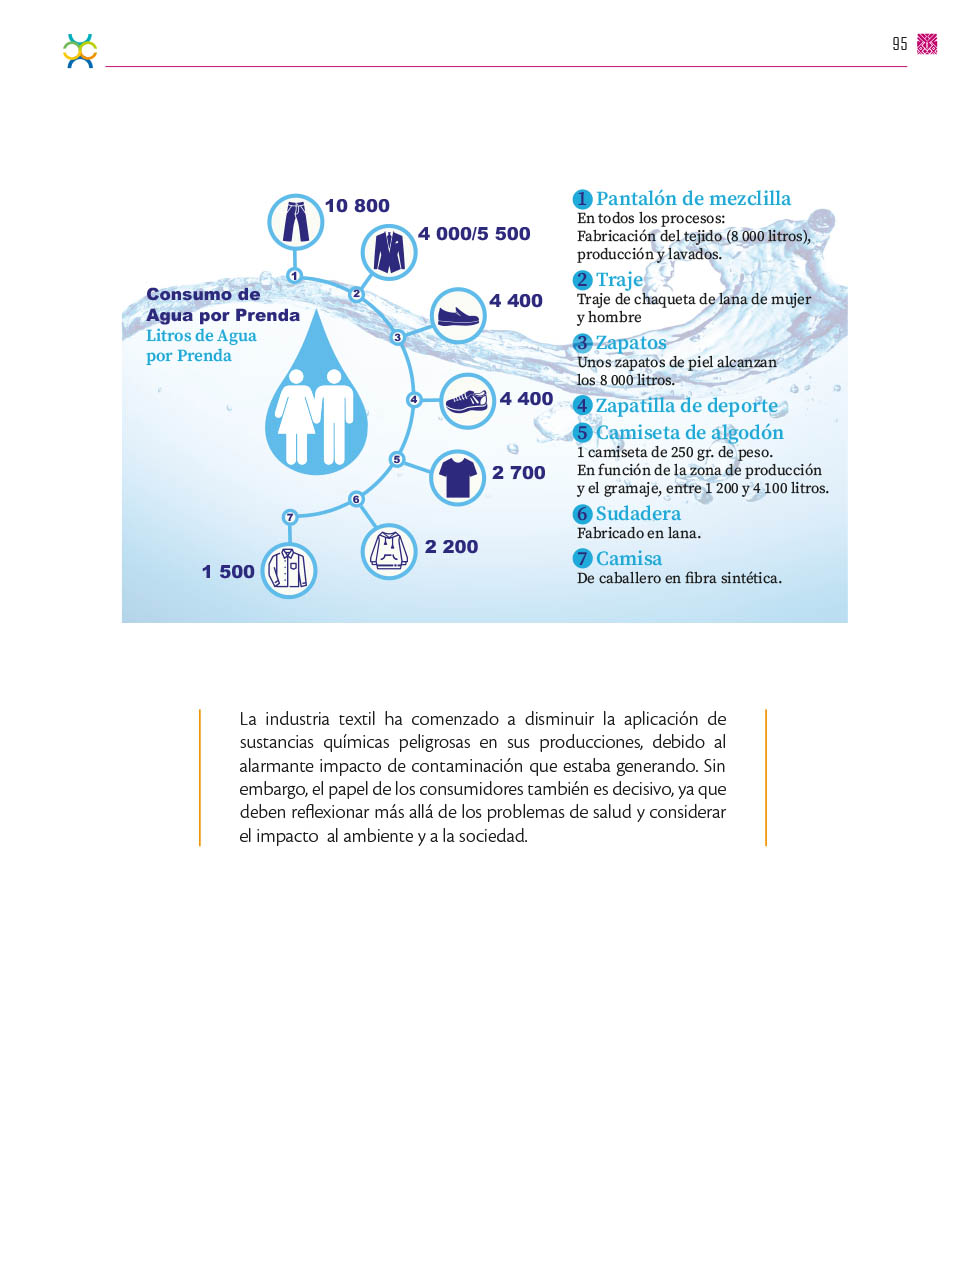 95
Consumo de
Agua por Prenda
Litros de Agua
por Prenda
10 800
4 000/5 500
4 400
4 400
2 700
2 200
1 500
1
2
3
4
5
6
7
1 Pantalón de mezclilla
En todos los procesos:
Fabricación del tejido (8 000 litros),
producción y lavados.
2 Traje
Traje de chaqueta de lana de mujer
y hombre
3 Zapatos
Unos zapatos de piel alcanzan
los 8 000 litros.
4 Zapatilla de deporte
5 Camiseta de algodón
1 camiseta de 250 gr. de peso.
En función de la zona de producción
y el gramaje, entre 1 200 y 4 100 litros.
6 Sudadera
Fabricado en lana.
7 Camisa
De caballero en fibra sintética.
La industria textil ha comenzado a disminuir la aplicación de
sustancias químicas peligrosas en sus producciones, debido al
alarmante impacto de contaminación que estaba generando. Sin
embargo, el papel de los consumidores también es decisivo, ya que
deben reflexionar más allá de los problemas de salud y considerar
el impacto al ambiente y a la sociedad.